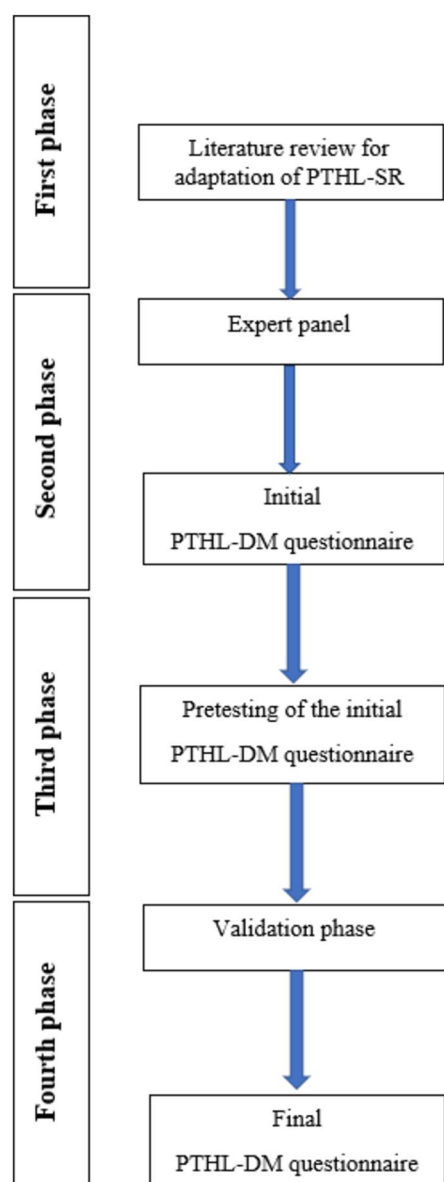 First phase
Literature review for
adaptation of PTHL-SR
Second phase
Expert panel
Initial
PTHL-DM questionnaire
Third phase
Pretesting of the initial
PTHL-DM questionnaire
Fourth phase
Validation phase
Final
PTHL-DM questionnaire